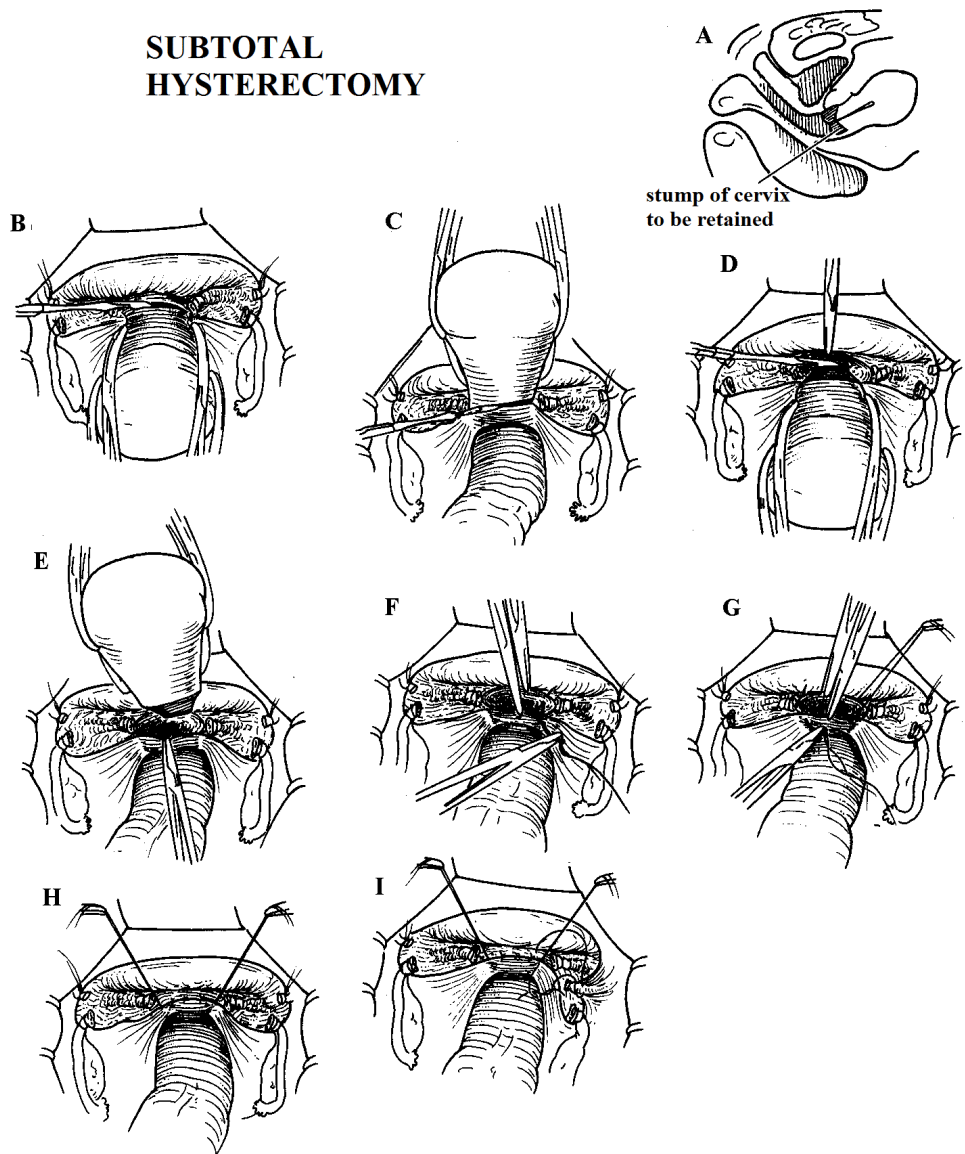 SUBTOTAL
HYSTERECTOMY
A
stump of cervix
to be retained
B
C
D
E
F
G
H
I